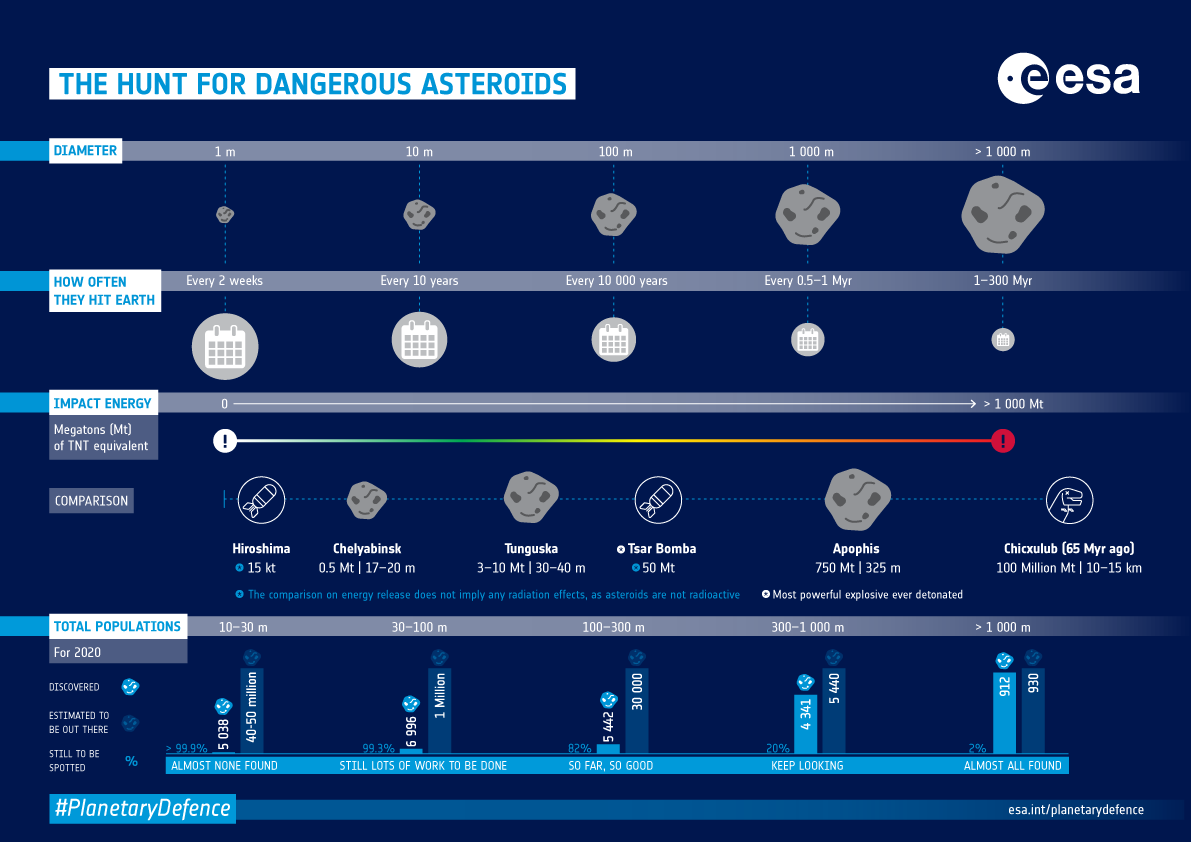 THE HUNT FOR DANGEROUS ASTEROIDS
esa
DIAMETER
1 m
10 m
100 m
1 000 m
> 1 000 m
HOW OFTEN
THEY HIT EARTH
Every 2 weeks
Every 10 years
Every 10 000 years
Every 0.5–1 Myr
1–300 Myr
IMPACT ENERGY
0
> 1 000 Mt
Megatons (Mt)
of TNT equivalent
!
!
COMPARISON
Hiroshima
15 kt
Chelyabinsk
0.5 Mt | 17–20 m
Tunguska
3–10 Mt | 30–40 m
Tsar Bomba
50 Mt
Apophis
750 Mt | 325 m
Chicxulub (65 Myr ago)
100 Million Mt | 10–15 km
The comparison on energy release does not imply any radiation effects, as asteroids are not radioactive
Most powerful explosive ever detonated
TOTAL POPULATIONS
For 2020
10–30 m
30–100 m
100–300 m
300–1 000 m
> 1 000 m
DISCOVERED
ESTIMATED TO
BE OUT THERE
STILL TO BE
SPOTTED
%
> 99.9%
5 038
40-50 million
99.3%
6 996
1 Million
82%
5 442
30 000
20%
4 341
5 440
2%
912
930
ALMOST NONE FOUND
STILL LOTS OF WORK TO BE DONE
SO FAR, SO GOOD
KEEP LOOKING
ALMOST ALL FOUND
#PlanetaryDefence
esa.int/planetarydefence